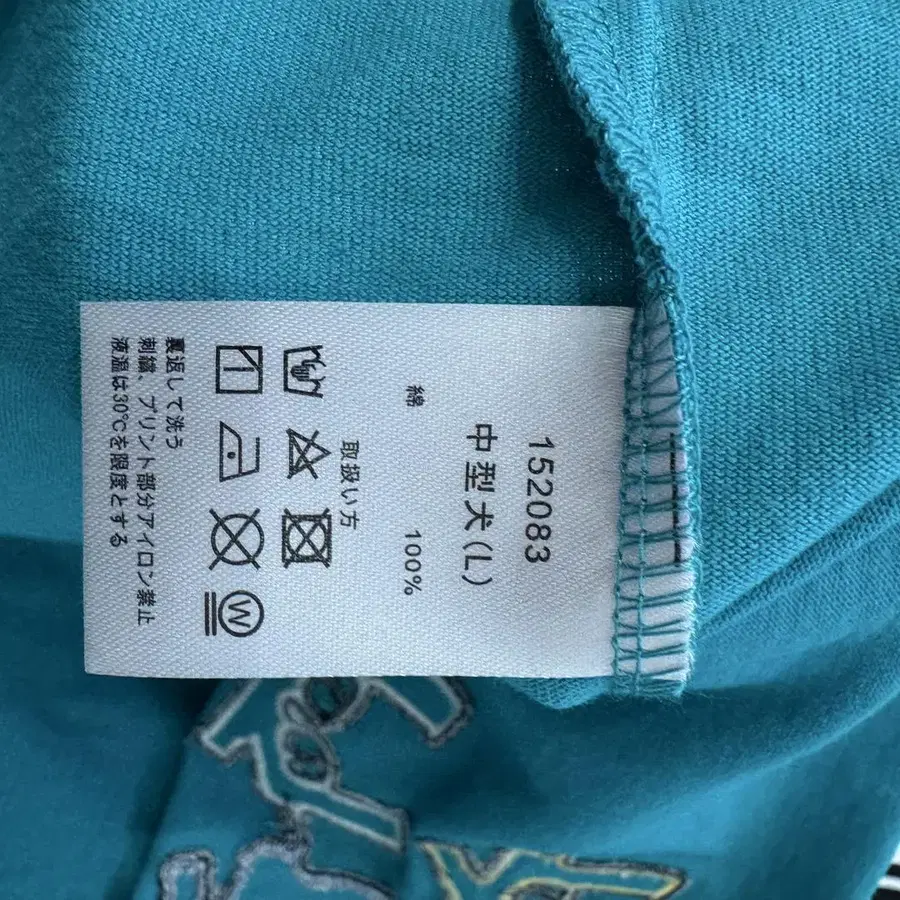 152083
中型犬(L)
綿 100%
取扱い方
W
裏返して洗う
刺繍、プリント部分アイロン禁止
液温は30℃を限度とする